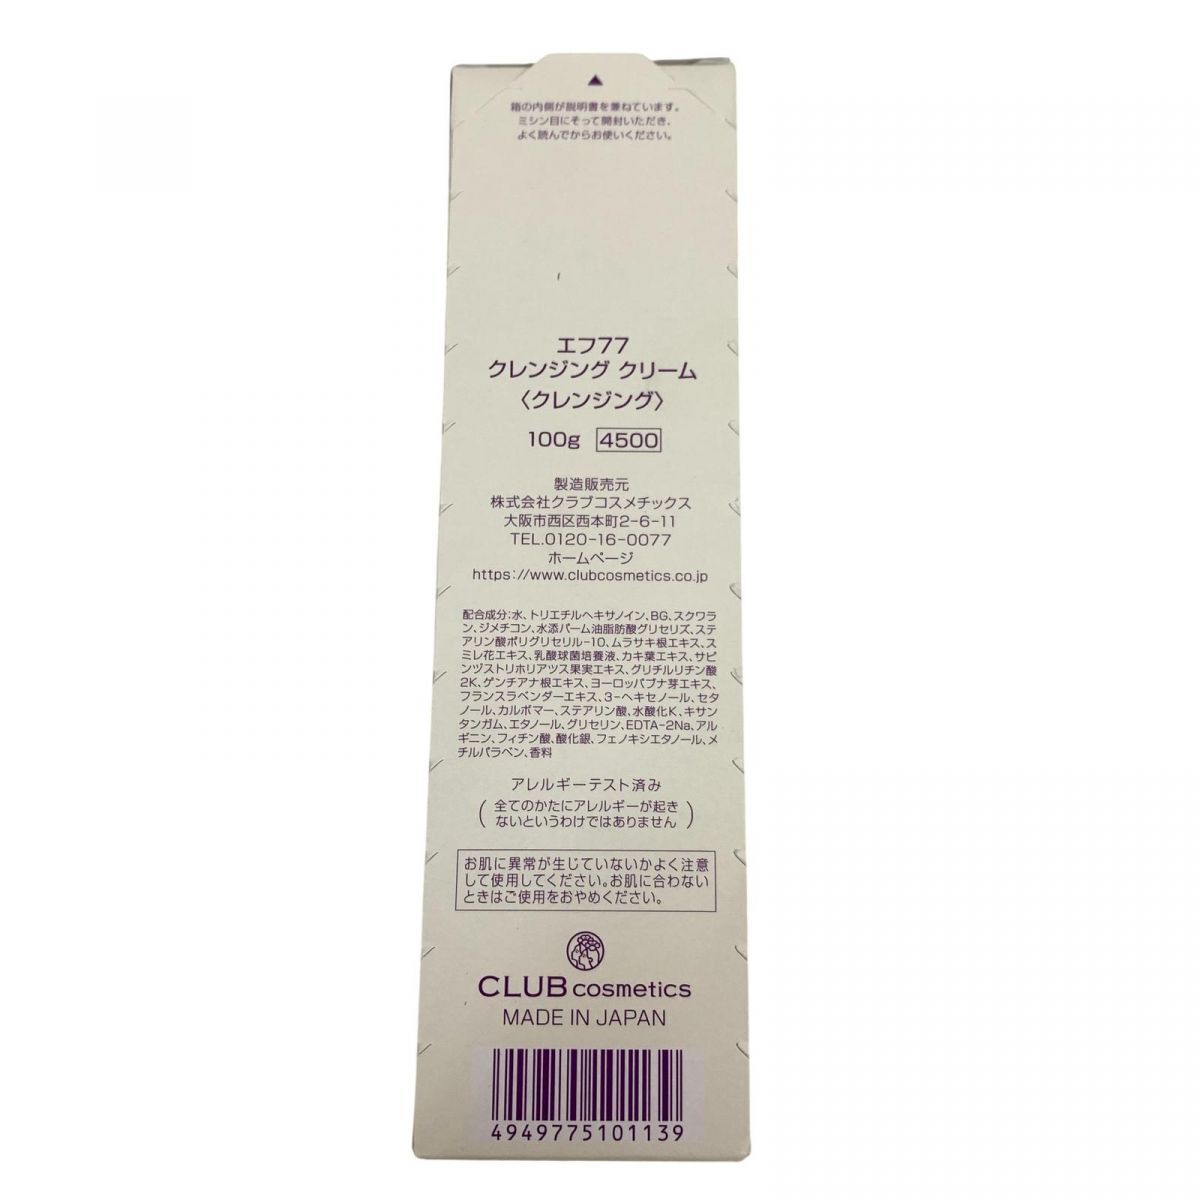 箱の内側が説明書を兼ねています。
ミシン目にそって開封いただき、
よく読んでからお使いください。
エフ77
クレンジング クリーム
〈クレンジング〉
100g 4500
製造販売元
株式会社クラブコスメチックス
大阪市西区西本町2-6-11
TEL.0120-16-0077
ホームページ
https://www.clubcosmetics.co.jp
配合成分:水、トリエチルヘキサノイン、BG、スクワラ
ン、ジメチコン、水添パーム油脂肪酸グリセリズ、ステ
アリン酸ポリグリセリル-10、ムラサキ根エキス、ス
ミレ花エキス、乳酸球菌培養液、カキ葉エキス、サピ
ンヅストリホリアツス果実エキス、グリチルリチン酸
2K、ゲンチアナ根エキス、ヨーロッパブナ芽エキス、
フランスラベンダーエキス、3-ヘキセノール、セタ
ノール、カルボマー、ステアリン酸、水酸化K、キサン
タンガム、エタノール、グリセリン、EDTA-2Na、アル
ギニン、フィチン酸、酸化銀、フェノキシエタノール、メ
チルパラベン、香料
アレルギーテスト済み
(全てのかたにアレルギーが起き
ないというわけではありません)
お肌に異常が生じていないかよく注意
して使用してください。お肌に合わない
ときはご使用をおやめください。
CLUB cosmetics
MADE IN JAPAN
4949775101139